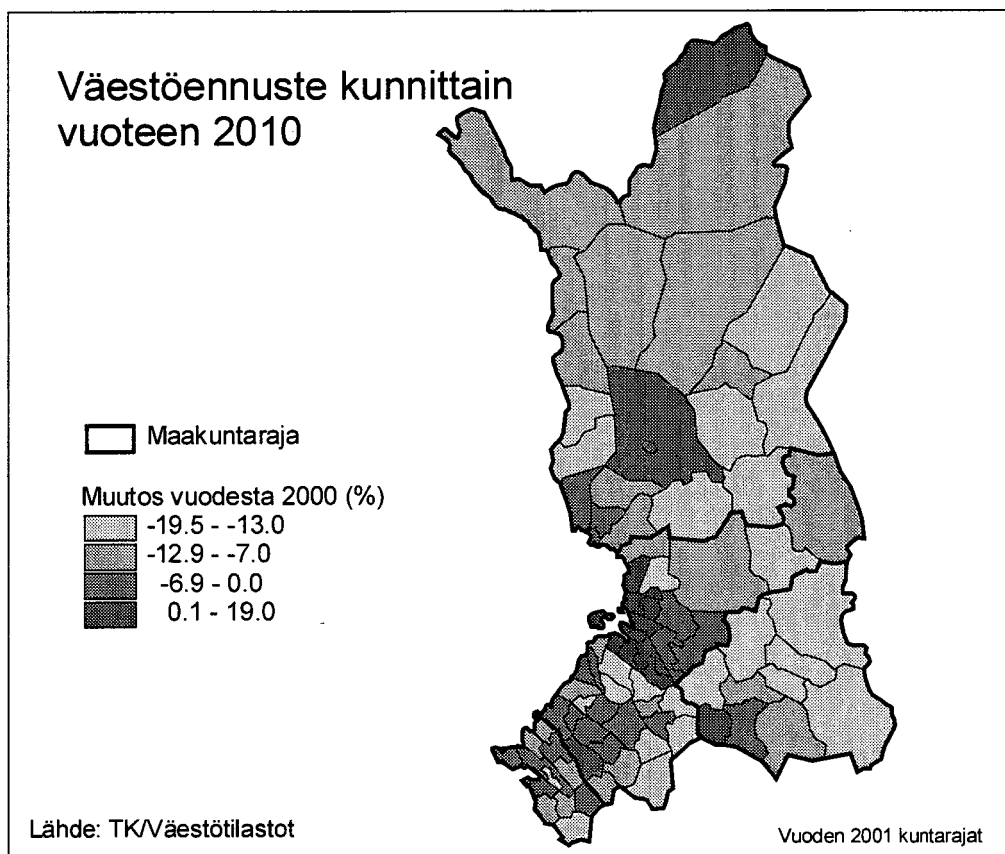 Väestöennuste kunnittain
vuoteen 2010
Maakuntaraja
Muutos vuodesta 2000 (%)
-19.5 - -13.0
-12.9 - -7.0
-6.9 - 0.0
0.1 - 19.0
Lähde: TK/Väestötilastot
Vuoden 2001 kuntarajat